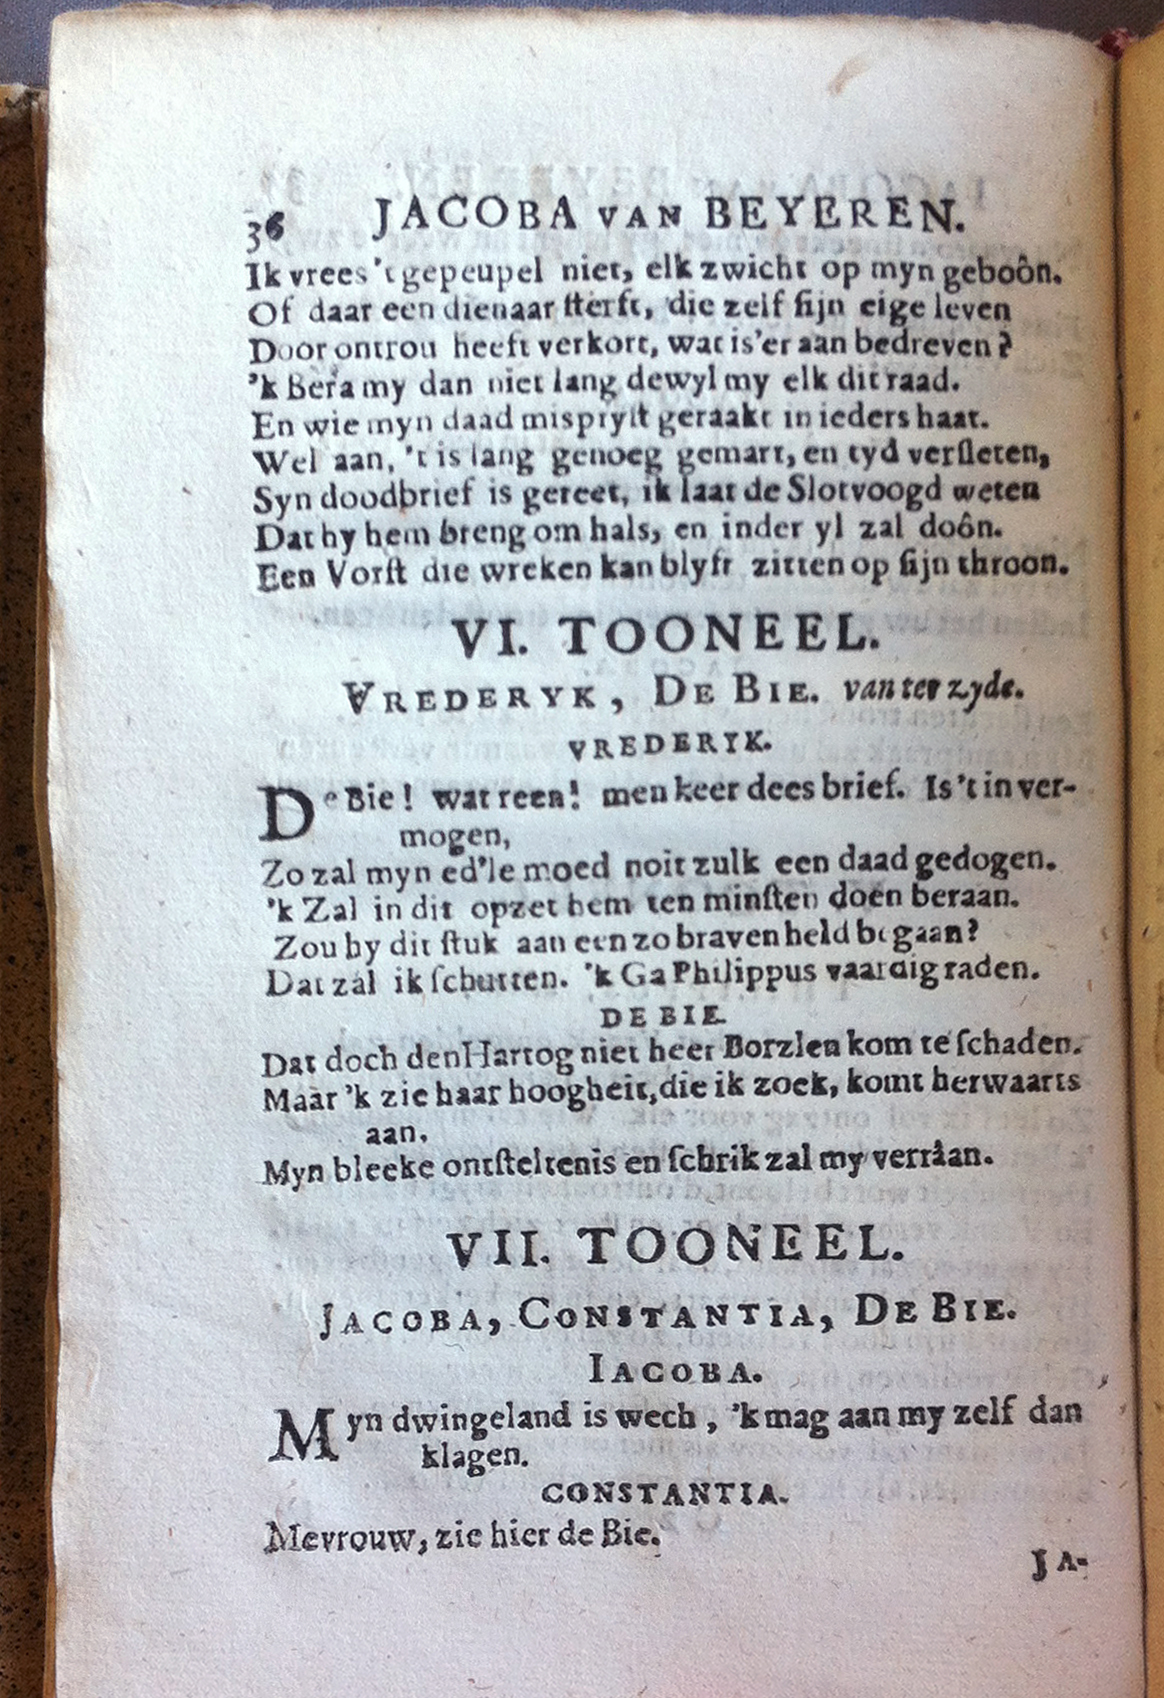 36 JACOBA VAN BEYEREN.
Ik vrees 't gepeupel niet, elk zwicht op myn geboôn.
Of daar een dienaar sterft, die zelf sijn eige leven
Door ontrou heeft verkort, wat is'er aan bedreven?
'k Bera my dan niet lang dewyl my elk dit raad.
En wie myn daad mispryst geraakt in ieders haat.
Wel aan, 't is lang genoeg gemart, en tyd versleten,
Syn doodbrief is gereet, ik laat de Slotvoogd weten
Dat hy hem breng om hals, en inder yl zal doôn.
Een Vorst die wreken kan blyft zitten op sijn throon.
VI. TOONEEL.
VREDERYK, DE BIE. van ter zyde.
VREDERYK.
De Bie! wat reen! men keer dees brief. Is 't in ver-
mogen,
Zo zal myn ed'le moed noit zulk een daad gedogen.
'k Zal in dit opzet hem ten minsten doen beraan.
Zou hy dit stuk aan een zo braven held begaan?
Dat zal ik schutten. 'k Ga Philippus vaardig raden.
DE BIE.
Dat doch den Hartog niet heer Borzlen kom te schaden.
Maar 'k zie haar hoogheit, die ik zoek, komt herwaarts
aan.
Myn bleeke ontsteltenis en schrik zal my verràan.
VII. TOONEEL.
JACOBA, CONSTANTIA, DE BIE.
IACOBA.
Myn dwingeland is wech, 'k mag aan my zelf dan
klagen.
CONSTANTIA.
Mevrouw, zie hier de Bie.
JA-